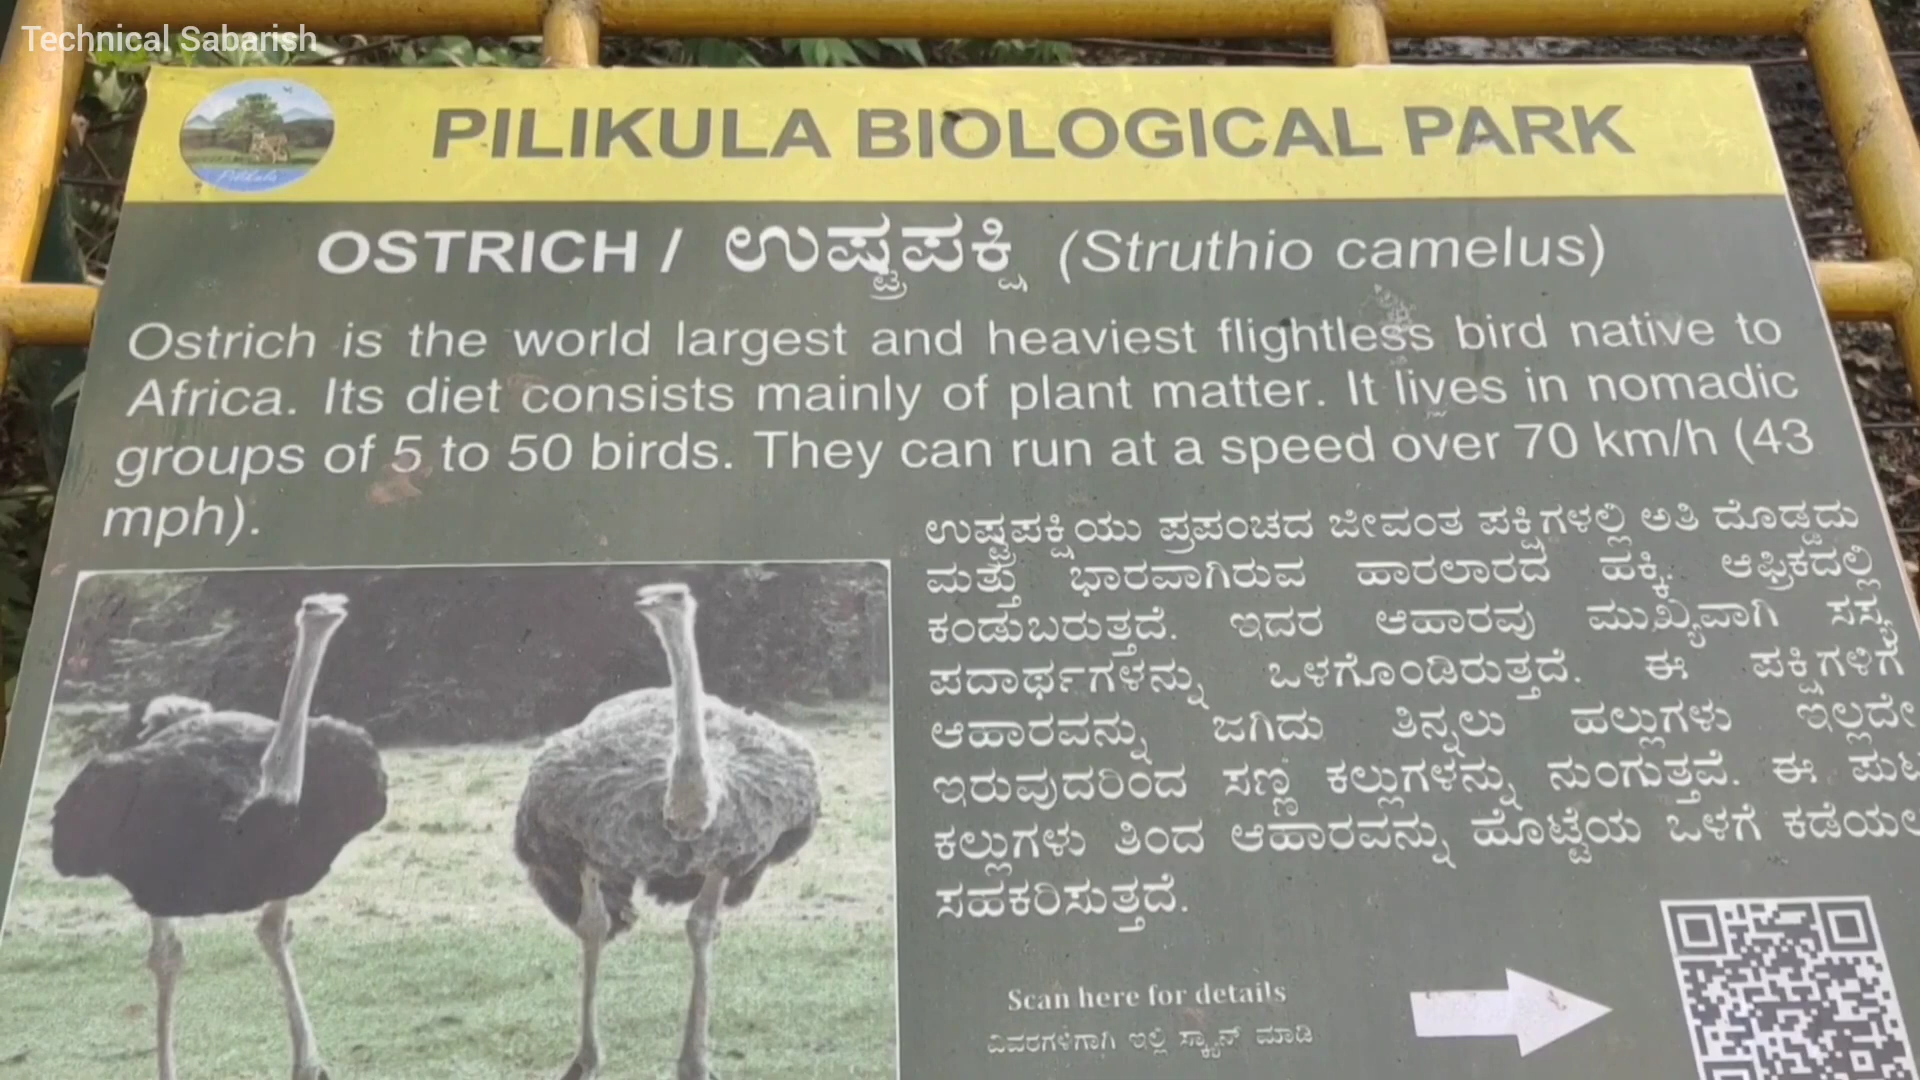 Technical Sabarish
Pilikula
PILIKULA BIOLOGICAL PARK
OSTRICH / ಉಷ್ಟ್ರಪಕ್ಷಿ (Struthio camelus)
Ostrich is the world largest and heaviest flightless bird native to
Africa. Its diet consists mainly of plant matter. It lives in nomadic
groups of 5 to 50 birds. They can run at a speed over 70 km/h (43
mph).
ಉಷ್ಟ್ರಪಕ್ಷಿಯು ಪ್ರಪಂಚದ ಜೀವಂತ ಪಕ್ಷಿಗಳಲ್ಲಿ ಅತಿ ದೊಡ್ಡದು
ಮತ್ತು ಭಾರವಾಗಿರುವ ಹಾರಲಾರದ ಹಕ್ಕಿ. ಆಫ್ರಿಕದಲ್ಲಿ
ಕಂಡುಬರುತ್ತದೆ. ಇದರ ಆಹಾರವು ಮುಖ್ಯವಾಗಿ ಸಸ್ಯ
ಪದಾರ್ಥಗಳನ್ನು ಒಳಗೊಂಡಿರುತ್ತದೆ. ಈ ಪಕ್ಷಿಗಳಿಗೆ
ಆಹಾರವನ್ನು ಜಗಿದು ತಿನ್ನಲು ಹಲ್ಲುಗಳು ಇಲ್ಲದೇ
ಇರುವುದರಿಂದ ಸಣ್ಣ ಕಲ್ಲುಗಳನ್ನು ನುಂಗುತ್ತವೆ. ಈ
ಕಲ್ಲುಗಳು ತಿಂದ ಆಹಾರವನ್ನು ಹೊಟ್ಟೆಯ ಒಳಗೆ
ಸಹಕರಿಸುತ್ತದೆ.
Scan here for details
ವಿವರಗಳಿಗಾಗಿ ಇಲ್ಲಿ ಸ್ಕ್ಯಾನ್ ಮಾಡಿ